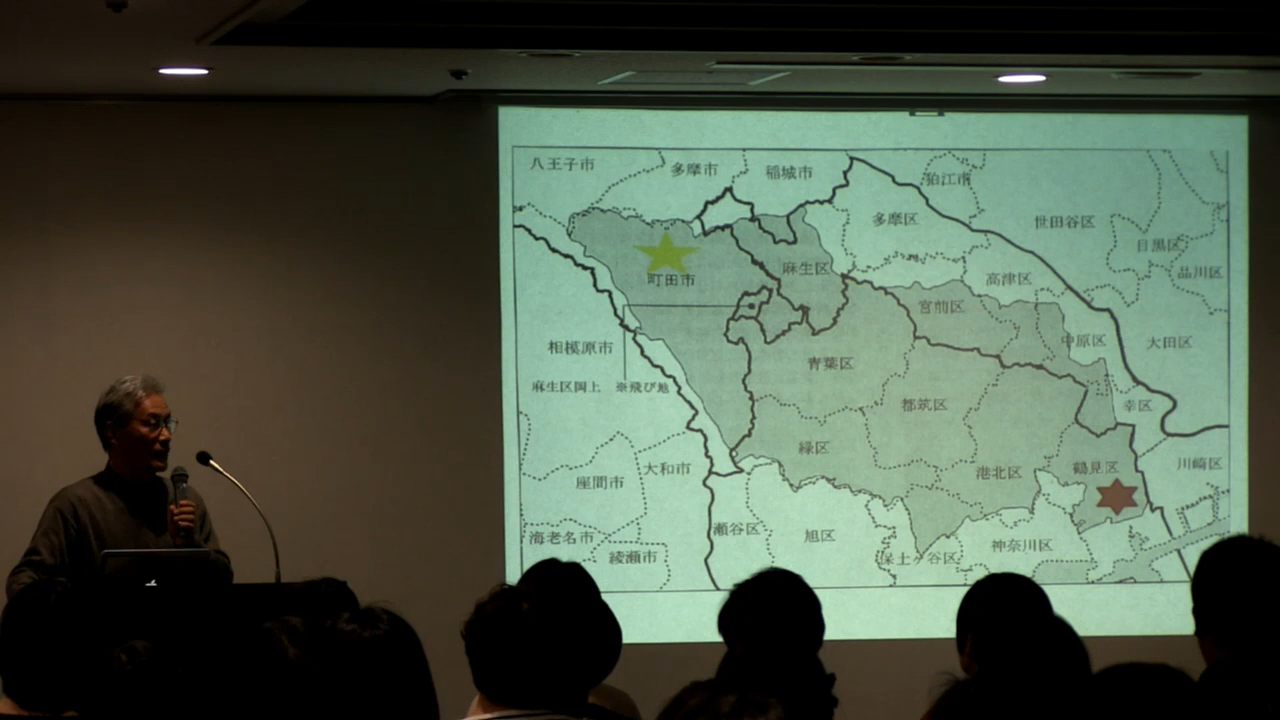 八王子市
多摩市
稲城市
狛江市
多摩区
世田谷区
目黒区
品川区
麻生区
町田市
高津区
宮前区
中原区
大田区
相模原市
青葉区
麻生区岡上 ※飛び地
都筑区
幸区
緑区
大和市
座間市
港北区
鶴見区
川崎区
瀬谷区
旭区
海老名市
綾瀬市
保土ヶ谷区
神奈川区